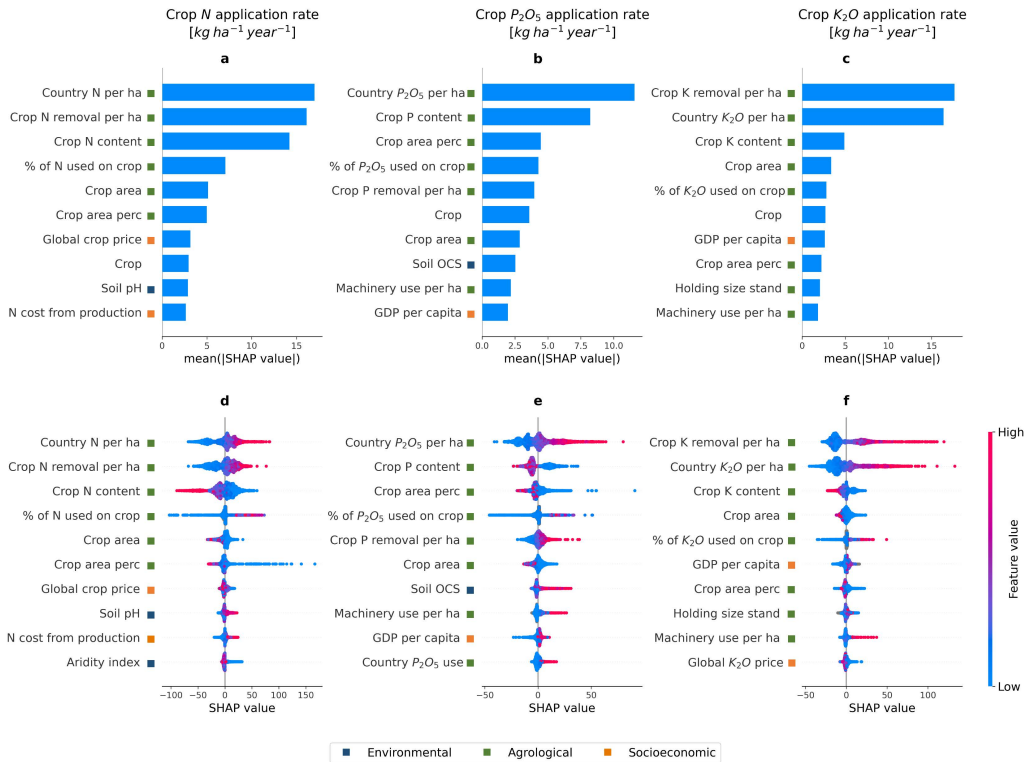 Crop N application rate
[kg ha⁻¹ year⁻¹]
Crop P₂O₅ application rate
[kg ha⁻¹ year⁻¹]
Crop K₂O application rate
[kg ha⁻¹ year⁻¹]
a
Country N per ha
Crop N removal per ha
Crop N content
% of N used on crop
Crop area
Crop area perc
Global crop price
Crop
Soil pH
N cost from production
0 5 10 15
mean(|SHAP value|)
b
Country P₂O₅ per ha
Crop P content
Crop area perc
% of P₂O₅ used on crop
Crop P removal per ha
Crop
Crop area
Soil OCS
Machinery use per ha
GDP per capita
0.0 2.5 5.0 7.5 10.0
mean(|SHAP value|)
c
Crop K removal per ha
Country K₂O per ha
Crop K content
Crop area
% of K₂O used on crop
Crop
GDP per capita
Crop area perc
Holding size stand
Machinery use per ha
0 5 10 15
mean(|SHAP value|)
d
Country N per ha
Crop N removal per ha
Crop N content
% of N used on crop
Crop area
Crop area perc
Global crop price
Soil pH
N cost from production
Aridity index
−100 −50 0 50 100 150
SHAP value
e
Country P₂O₅ per ha
Crop P content
Crop area perc
% of P₂O₅ used on crop
Crop P removal per ha
Crop area
Soil OCS
Machinery use per ha
GDP per capita
Country P₂O₅ use
−50 0 50
SHAP value
f
Crop K removal per ha
Country K₂O per ha
Crop K content
Crop area
% of K₂O used on crop
GDP per capita
Crop area perc
Holding size stand
Machinery use per ha
Global K₂O price
−50 0 50 100
SHAP value
High
Feature value
Low
Environmental
Agrological
Socioeconomic